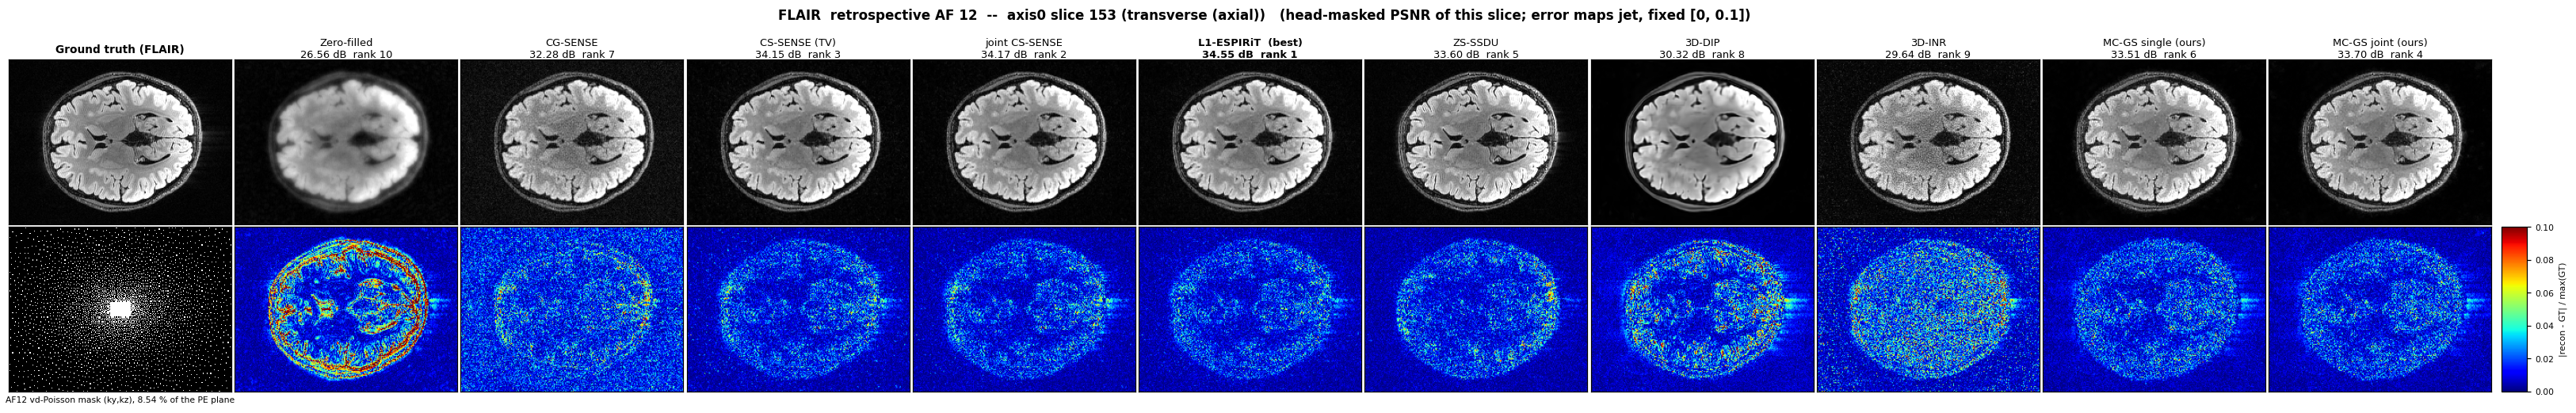 FLAIR retrospective AF 12 -- axis0 slice 153 (transverse (axial)) (head-masked PSNR of this slice; error maps jet, fixed [0, 0.1])
Ground truth (FLAIR)
Zero-filled
26.56 dB rank 10
CG-SENSE
32.28 dB rank 7
CS-SENSE (TV)
34.15 dB rank 3
joint CS-SENSE
34.17 dB rank 2
L1-ESPIRiT (best)
34.55 dB rank 1
ZS-SSDU
33.60 dB rank 5
3D-DIP
30.32 dB rank 8
3D-INR
29.64 dB rank 9
MC-GS single (ours)
33.51 dB rank 6
MC-GS joint (ours)
33.70 dB rank 4
0.10
0.08
0.06
0.04
0.02
0.00
|recon - GT| / max(GT)
AF12 vd-Poisson mask (ky,kz), 8.54 % of the PE plane